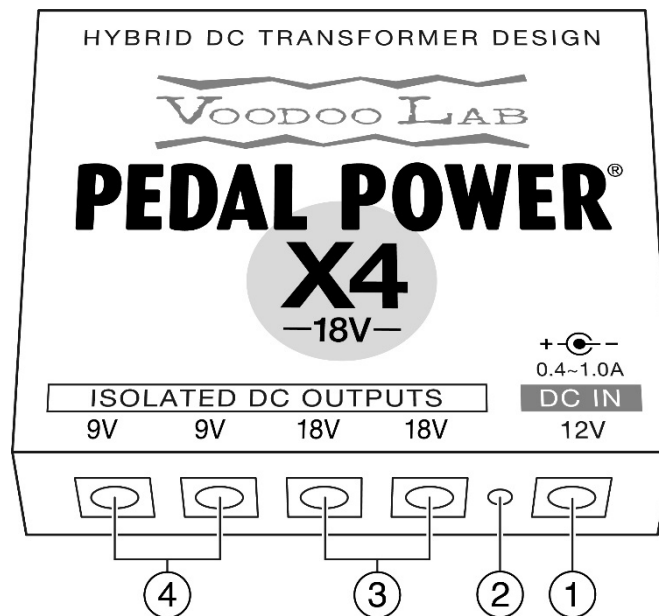 HYBRID DC TRANSFORMER DESIGN
VOODOO LAB
PEDAL POWER®
X4
—18V—
+ -
0.4~1.0A
ISOLATED DC OUTPUTS DC IN
9V 9V 18V 18V 12V
4 3 2 1